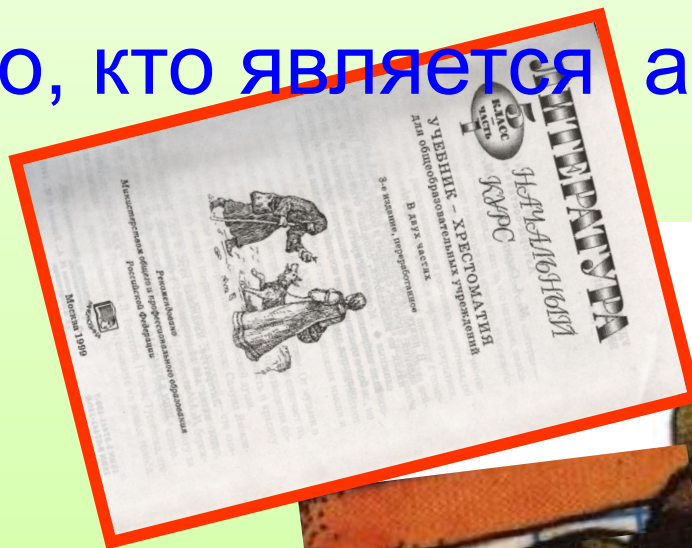 о, кто является а
ЛИТЕРАТУРА
5
КЛАСС
ЧАСТЬ
НАЧАЛЬНЫЙ
КУРС
УЧЕБНИК – ХРЕСТОМАТИЯ
для общеобразовательных учреждений
В двух частях
3-е издание, переработанное
Рекомендовано
Министерством общего и профессионального образования
Российской Федерации
Москва 1999